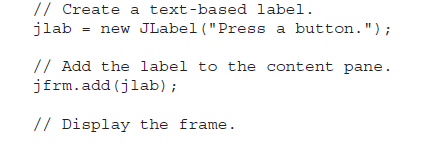 // Create a text-based label.
jlab = new JLabel("Press a button.");
// Add the label to the content pane.
jfrm.add(jlab);
// Display the frame.